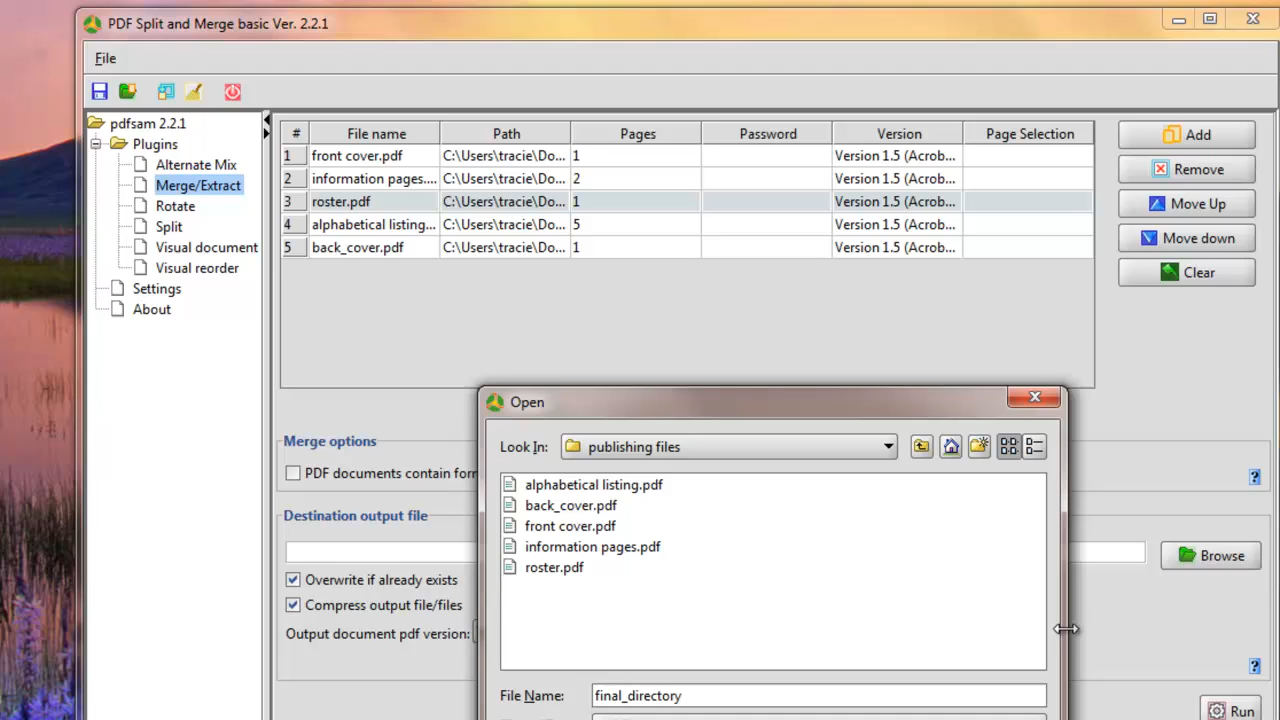 PDF Split and Merge basic Ver. 2.2.1
File
pdfsam 2.2.1
Plugins
Alternate Mix
Merge/Extract
Rotate
Split
Visual document
Visual reorder
Settings
About
# File name Path Pages Password Version Page Selection
1 front cover.pdf C:\Users\tracie\Do... 1 Version 1.5 (Acrob...
2 information pages.... C:\Users\tracie\Do... 2 Version 1.5 (Acrob...
3 roster.pdf C:\Users\tracie\Do... 1 Version 1.5 (Acrob...
4 alphabetical listing... C:\Users\tracie\Do... 5 Version 1.5 (Acrob...
5 back_cover.pdf C:\Users\tracie\Do... 1 Version 1.5 (Acrob...
Add
Remove
Move Up
Move down
Clear
Merge options
PDF documents contain forr
Destination output file
Browse
Overwrite if already exists
Compress output file/files
Output document pdf version:
Run
Open
Look In: publishing files
alphabetical listing.pdf
back_cover.pdf
front cover.pdf
information pages.pdf
roster.pdf
File Name: final_directory